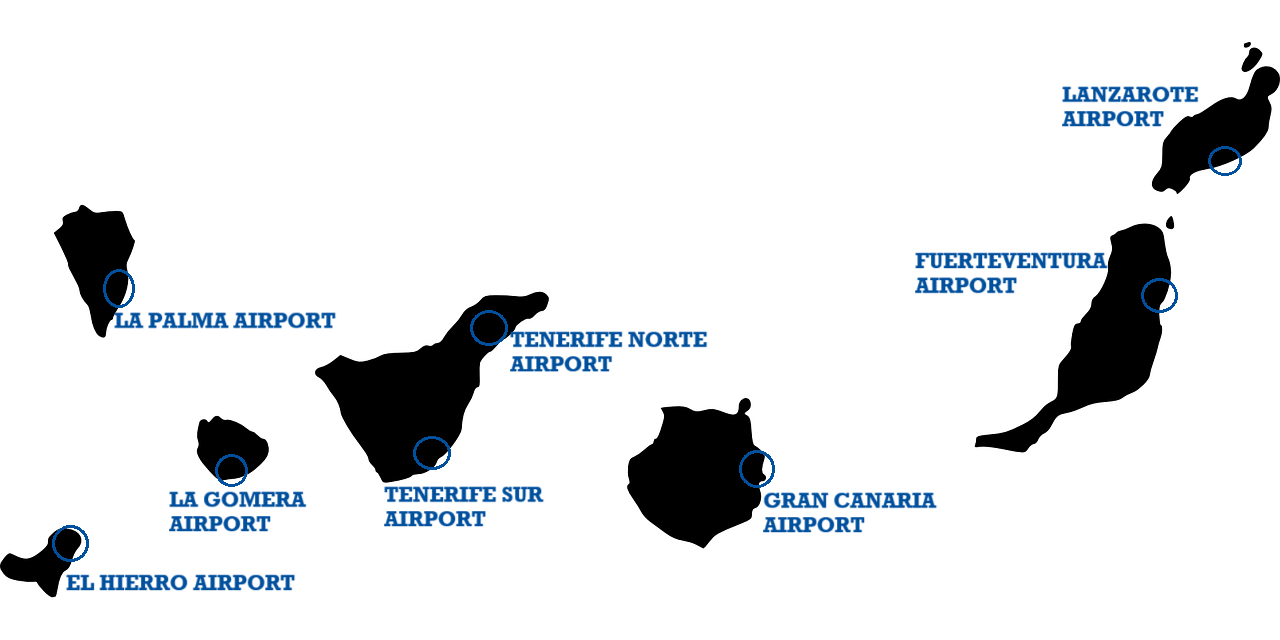 LANZAROTE
AIRPORT
FUERTEVENTURA
AIRPORT
LA PALMA AIRPORT
TENERIFE NORTE
AIRPORT
LA GOMERA
AIRPORT
TENERIFE SUR
AIRPORT
GRAN CANARIA
AIRPORT
EL HIERRO AIRPORT